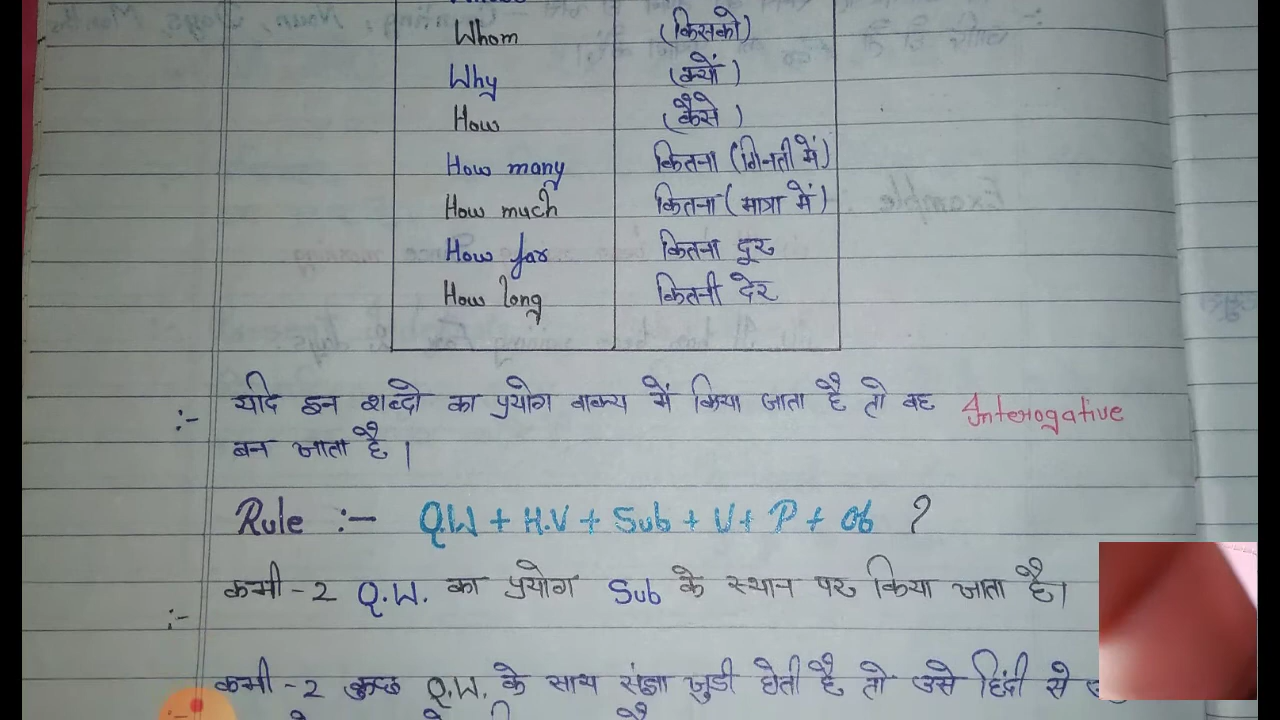 Whom (किसको)
Why (क्यों)
How (कैसे)
How many कितना (गिनती में)
How much कितना (मात्रा में)
How far कितना दूर
How long कितनी देर
:- यदि इन शब्दो का प्रयोग वाक्य में किया जाता है तो वह Interogative
बन जाता है।
Rule :- Q.W + H.V + Sub + V + P + Ob ?
:- कभी-2 Q.W. का प्रयोग Sub के स्थान पर किया जाता है।
कभी-2 कुछ Q.W. के साथ संज्ञा जुडी होती है तो उसे हिंदी से